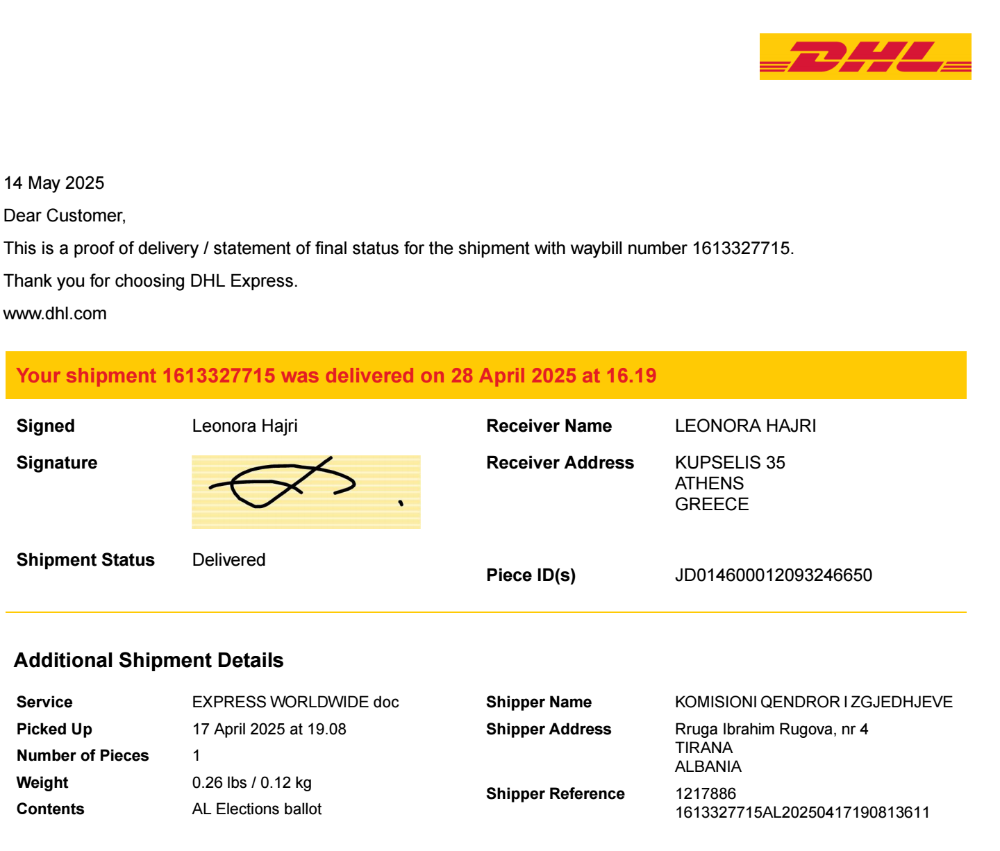 DHL
14 May 2025
Dear Customer,
This is a proof of delivery / statement of final status for the shipment with waybill number 1613327715.
Thank you for choosing DHL Express.
www.dhl.com
Your shipment 1613327715 was delivered on 28 April 2025 at 16.19
Signed Leonora Hajri
Receiver Name LEONORA HAJRI
Signature
Receiver Address KUPSELIS 35
ATHENS
GREECE
Shipment Status Delivered
Piece ID(s) JD014600012093246650
Additional Shipment Details
Service EXPRESS WORLDWIDE doc
Picked Up 17 April 2025 at 19.08
Number of Pieces 1
Weight 0.26 lbs / 0.12 kg
Contents AL Elections ballot
Shipper Name KOMISIONI QENDROR I ZGJEDHJEVE
Shipper Address Rruga Ibrahim Rugova, nr 4
TIRANA
ALBANIA
Shipper Reference 1217886
1613327715AL20250417190813611